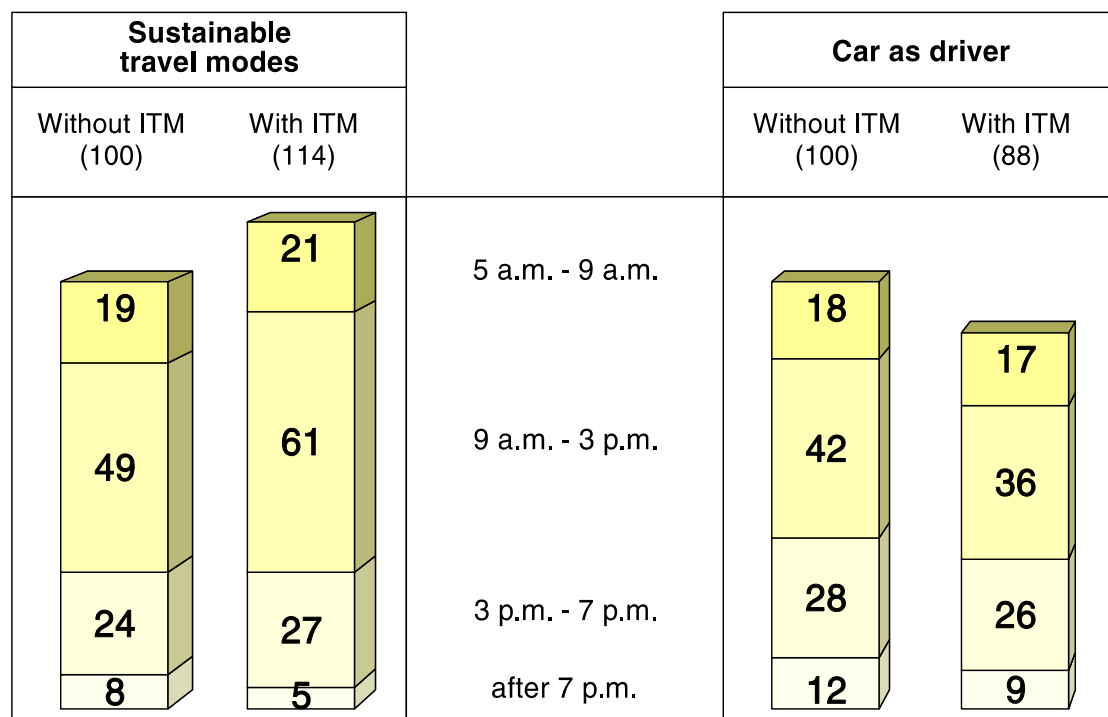 Sustainable
travel modes
Car as driver
Without ITM
(100)
With ITM
(114)
Without ITM
(100)
With ITM
(88)
19
21
5 a.m. - 9 a.m.
18
17
49
61
9 a.m. - 3 p.m.
42
36
24
27
3 p.m. - 7 p.m.
28
26
8
5
after 7 p.m.
12
9